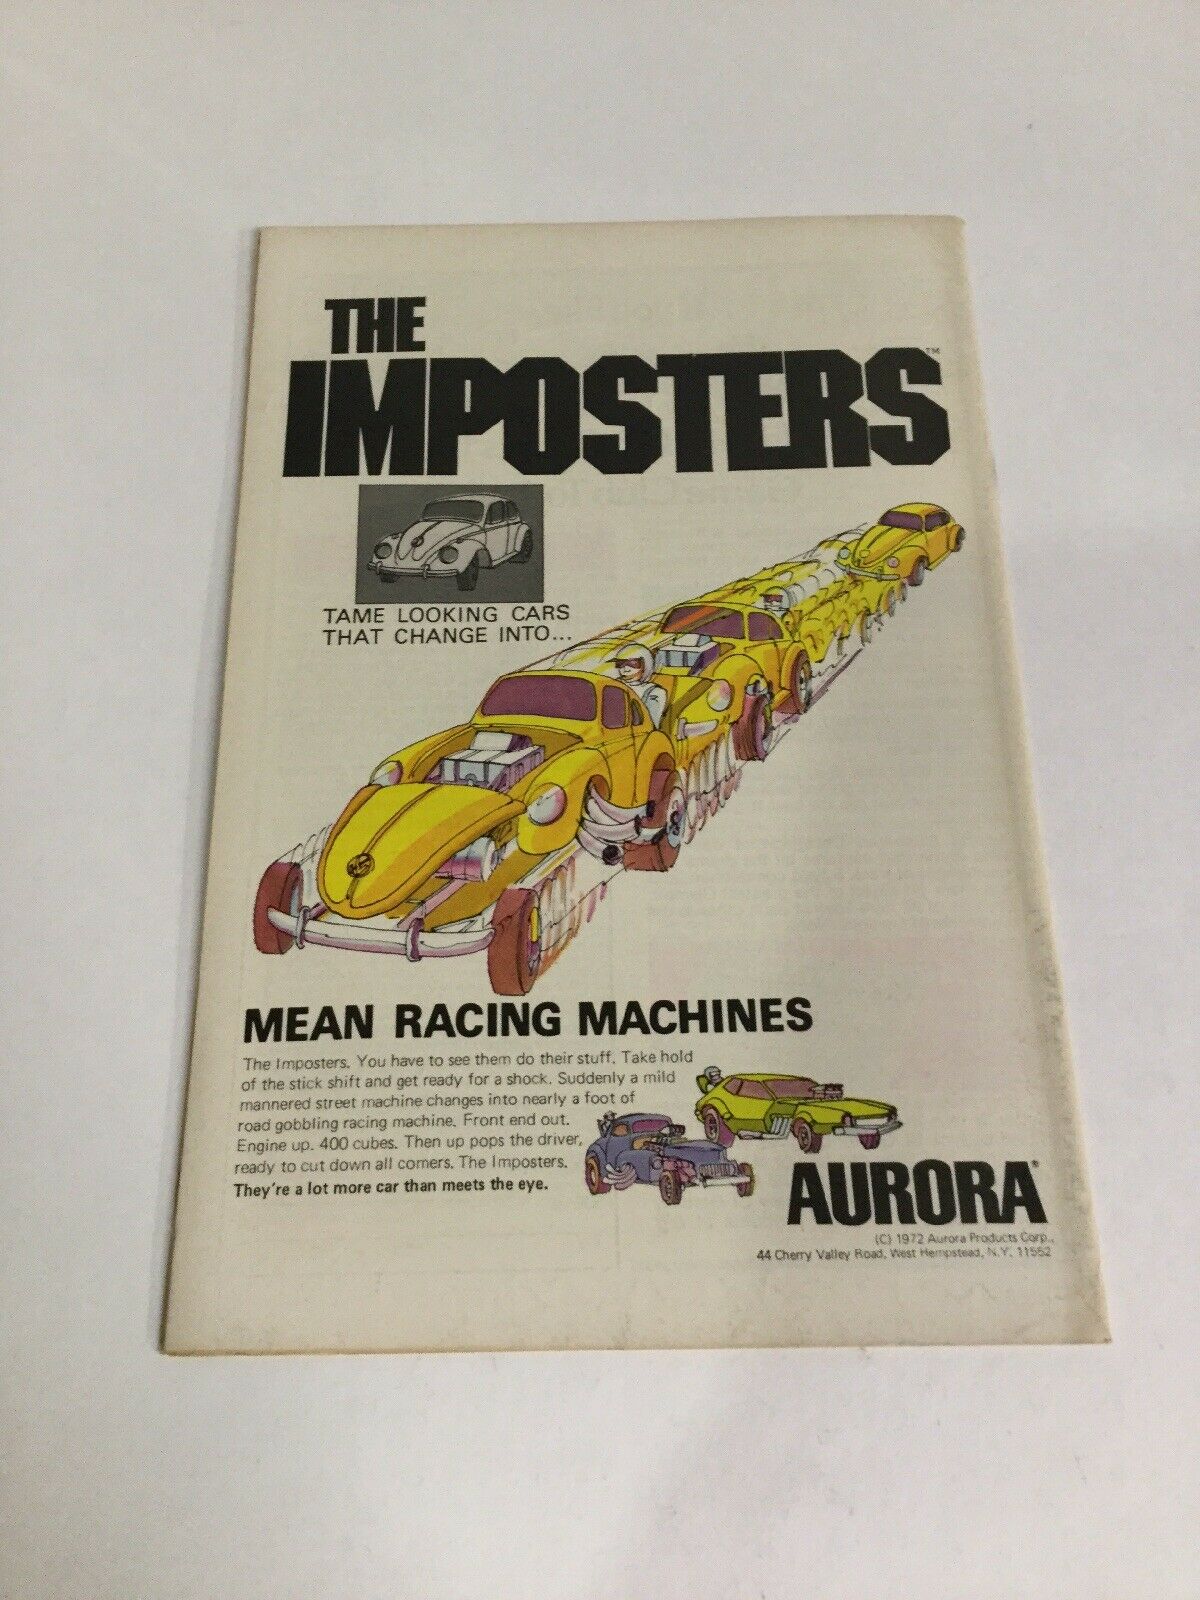 THE
IMPOSTERS™
TAME LOOKING CARS
THAT CHANGE INTO...
MEAN RACING MACHINES
The Imposters. You have to see them do their stuff. Take hold
of the stick shift and get ready for a shock. Suddenly a mild
mannered street machine changes into nearly a foot of
road gobbling racing machine. Front end out.
Engine up. 400 cubes. Then up pops the driver,
ready to cut down all comers. The Imposters.
They're a lot more car than meets the eye.
AURORA®
(C) 1972 Aurora Products Corp.,
44 Cherry Valley Road, West Hempstead, N.Y. 11552